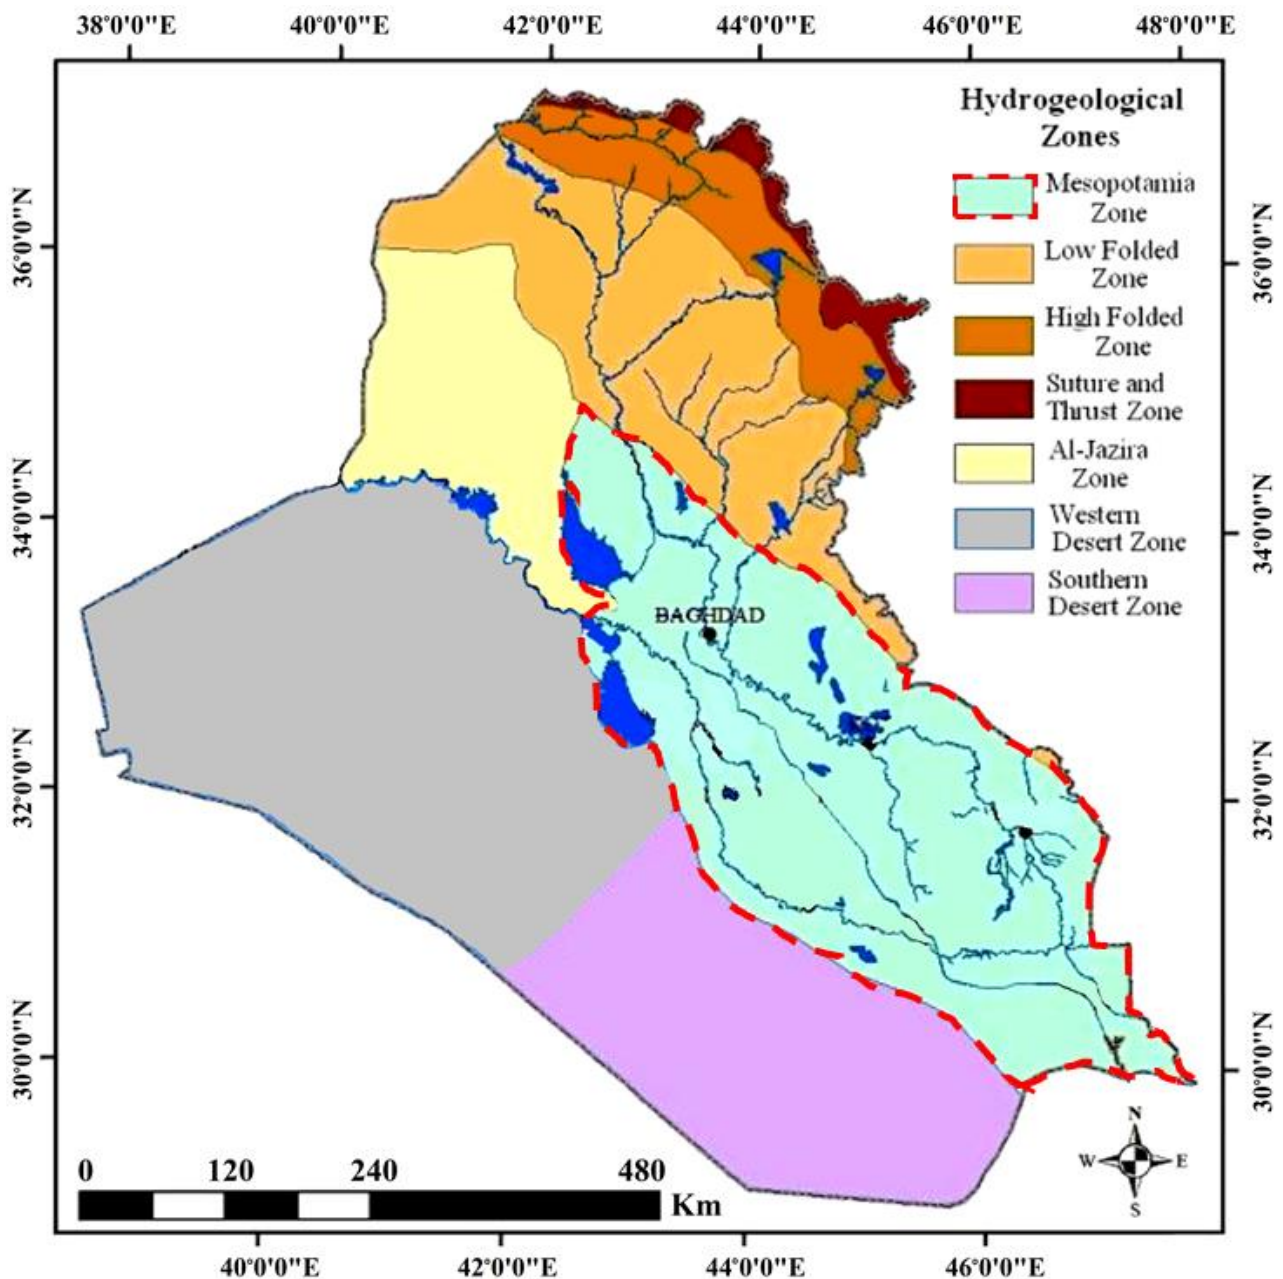 38°0'0"E
40°0'0"E
42°0'0"E
44°0'0"E
46°0'0"E
48°0'0"E
Hydrogeological
Zones
Mesopotamia
Zone
Low Folded
Zone
High Folded
Zone
Suture and
Thrust Zone
Al-Jazira
Zone
Western
Desert Zone
Southern
Desert Zone
36°0'0"N
34°0'0"N
32°0'0"N
30°0'0"N
36°0'0"N
34°0'0"N
32°0'0"N
30°0'0"N
BAGHDAD
N
W
E
S
0 120 240 480
Km
40°0'0"E
42°0'0"E
44°0'0"E
46°0'0"E